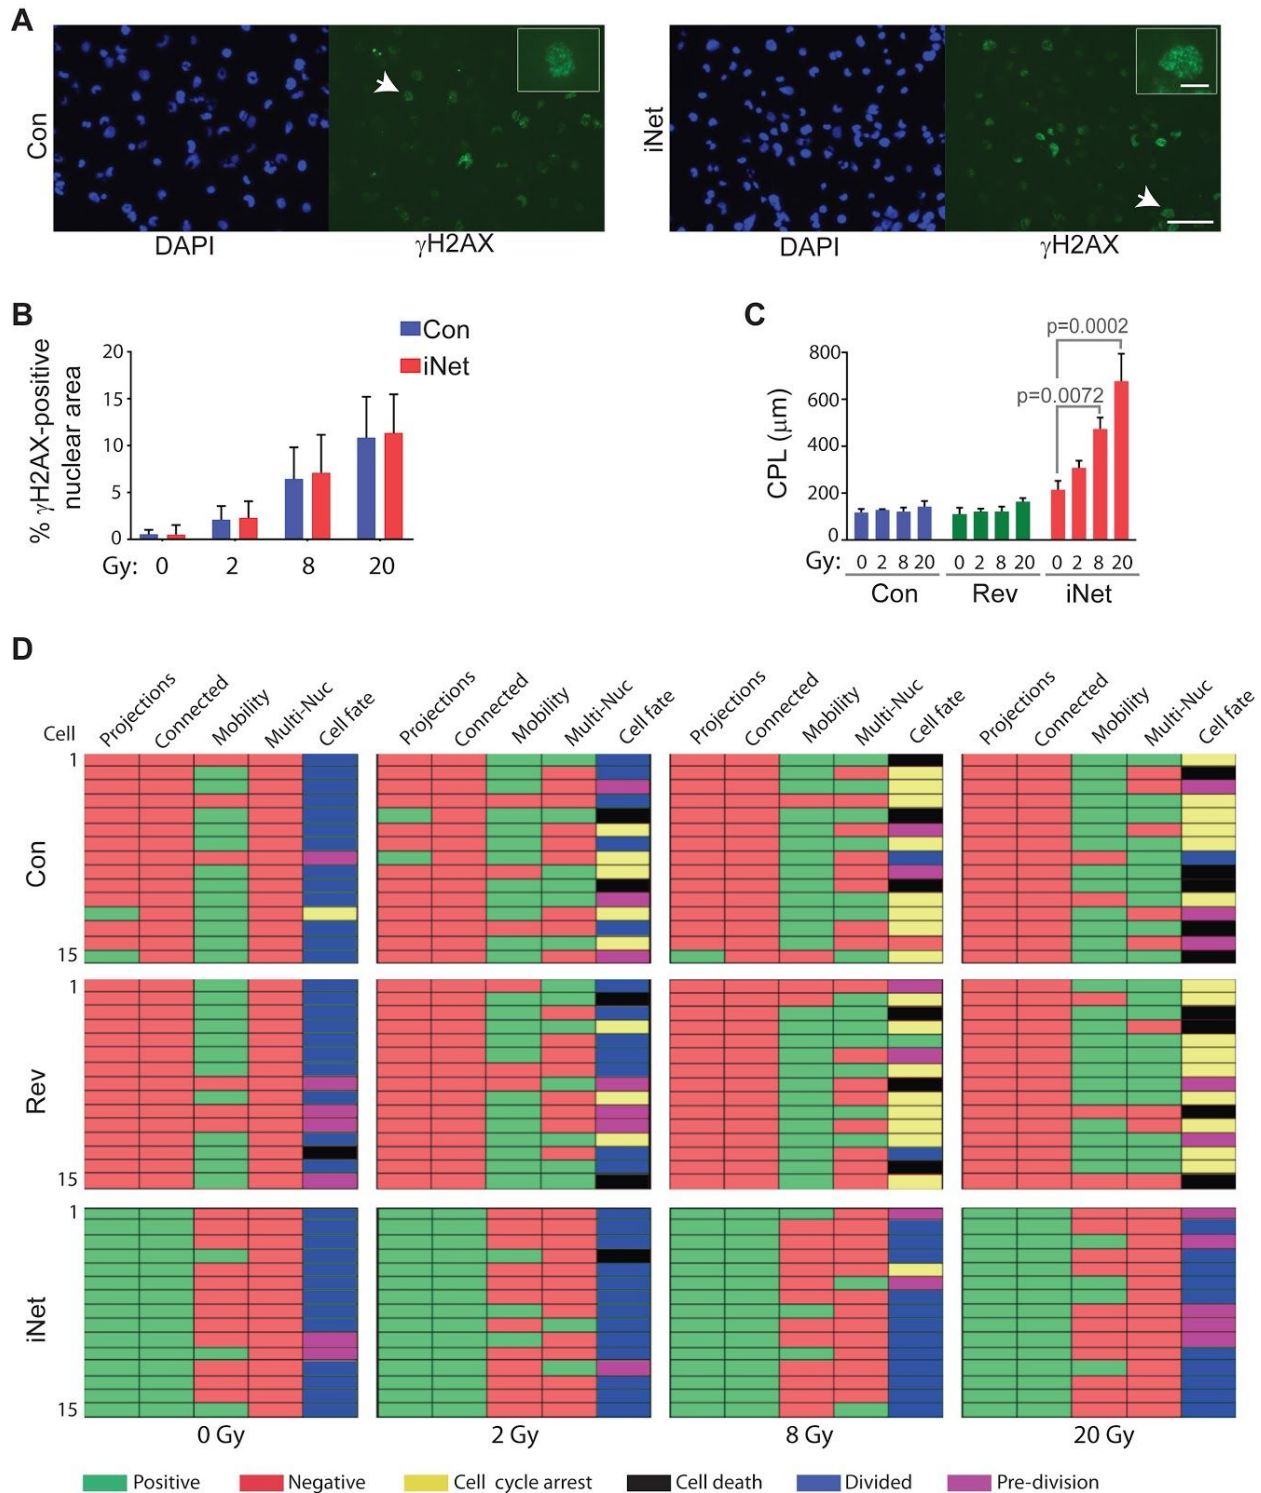 A
Con
DAPI
γH2AX
iNet
DAPI
γH2AX
B
Con
iNet
% γH2AX-positive
nuclear area
20
15
10
5
0
Gy: 0 2 8 20
C
p=0.0002
p=0.0072
CPL (μm)
800
600
400
200
0
Gy: 0 2 8 20 0 2 8 20 0 2 8 20
Con Rev iNet
D
Cell Projections Connected Mobility Multi-Nuc Cell fate Projections Connected Mobility Multi-Nuc Cell fate Projections Connected Mobility Multi-Nuc Cell fate Projections Connected Mobility Multi-Nuc Cell fate
1
Con
15
1
Rev
15
1
iNet
15
0 Gy 2 Gy 8 Gy 20 Gy
Positive Negative Cell cycle arrest Cell death Divided Pre-division